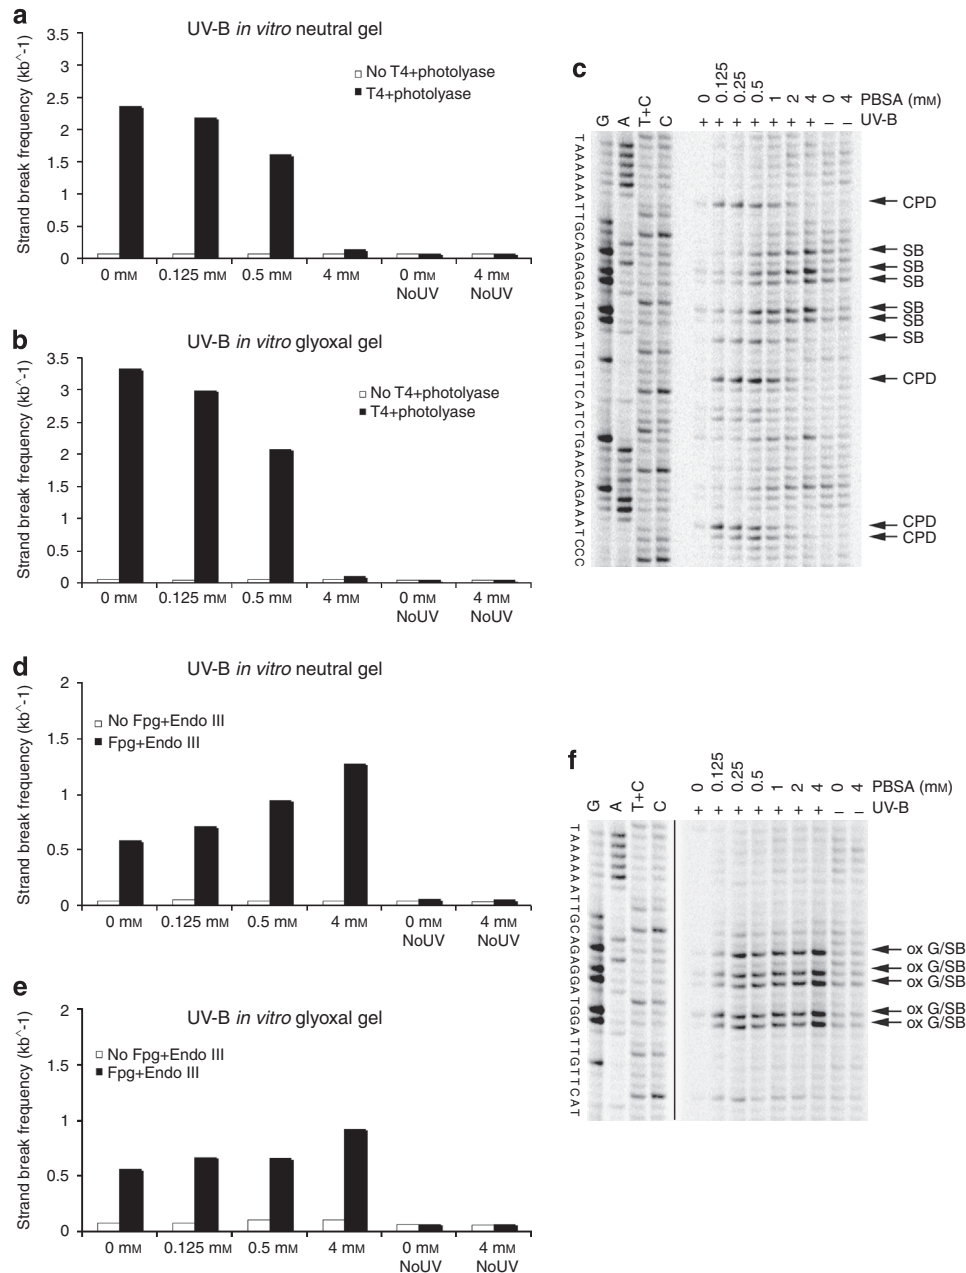 a
UV-B in vitro neutral gel
Strand break frequency (kb^-1)
3.5
3
2.5
2
1.5
1
0.5
0
No T4+photolyase
T4+photolyase
0 mM
0.125 mM
0.5 mM
4 mM
0 mM NoUV
4 mM NoUV
b
UV-B in vitro glyoxal gel
Strand break frequency (kb^-1)
3.5
3
2.5
2
1.5
1
0.5
0
No T4+photolyase
T4+photolyase
0 mM
0.125 mM
0.5 mM
4 mM
0 mM NoUV
4 mM NoUV
c
G A T+C C
0 0.125 0.25 0.5 1 2 4 0 4 PBSA (mM)
+ + + + + + + – – UV-B
TAAAAAATTGCAGAGGATGGATTGTTCATCTGAACAGAAATCCC
CPD
SB
SB
SB
SB
SB
SB
CPD
CPD
CPD
d
UV-B in vitro neutral gel
Strand break frequency (kb^-1)
2
1.5
1
0.5
0
No Fpg+Endo III
Fpg+Endo III
0 mM
0.125 mM
0.5 mM
4 mM
0 mM NoUV
4 mM NoUV
e
UV-B in vitro glyoxal gel
Strand break frequency (kb^-1)
2
1.5
1
0.5
0
No Fpg+Endo III
Fpg+Endo III
0 mM
0.125 mM
0.5 mM
4 mM
0 mM NoUV
4 mM NoUV
f
G A T+C C
0 0.125 0.25 0.5 1 2 4 0 4 PBSA (mM)
+ + + + + + + – – UV-B
TAAAAAATTGCAGAGGATGGATTGTTCAT
ox G/SB
ox G/SB
ox G/SB
ox G/SB
ox G/SB